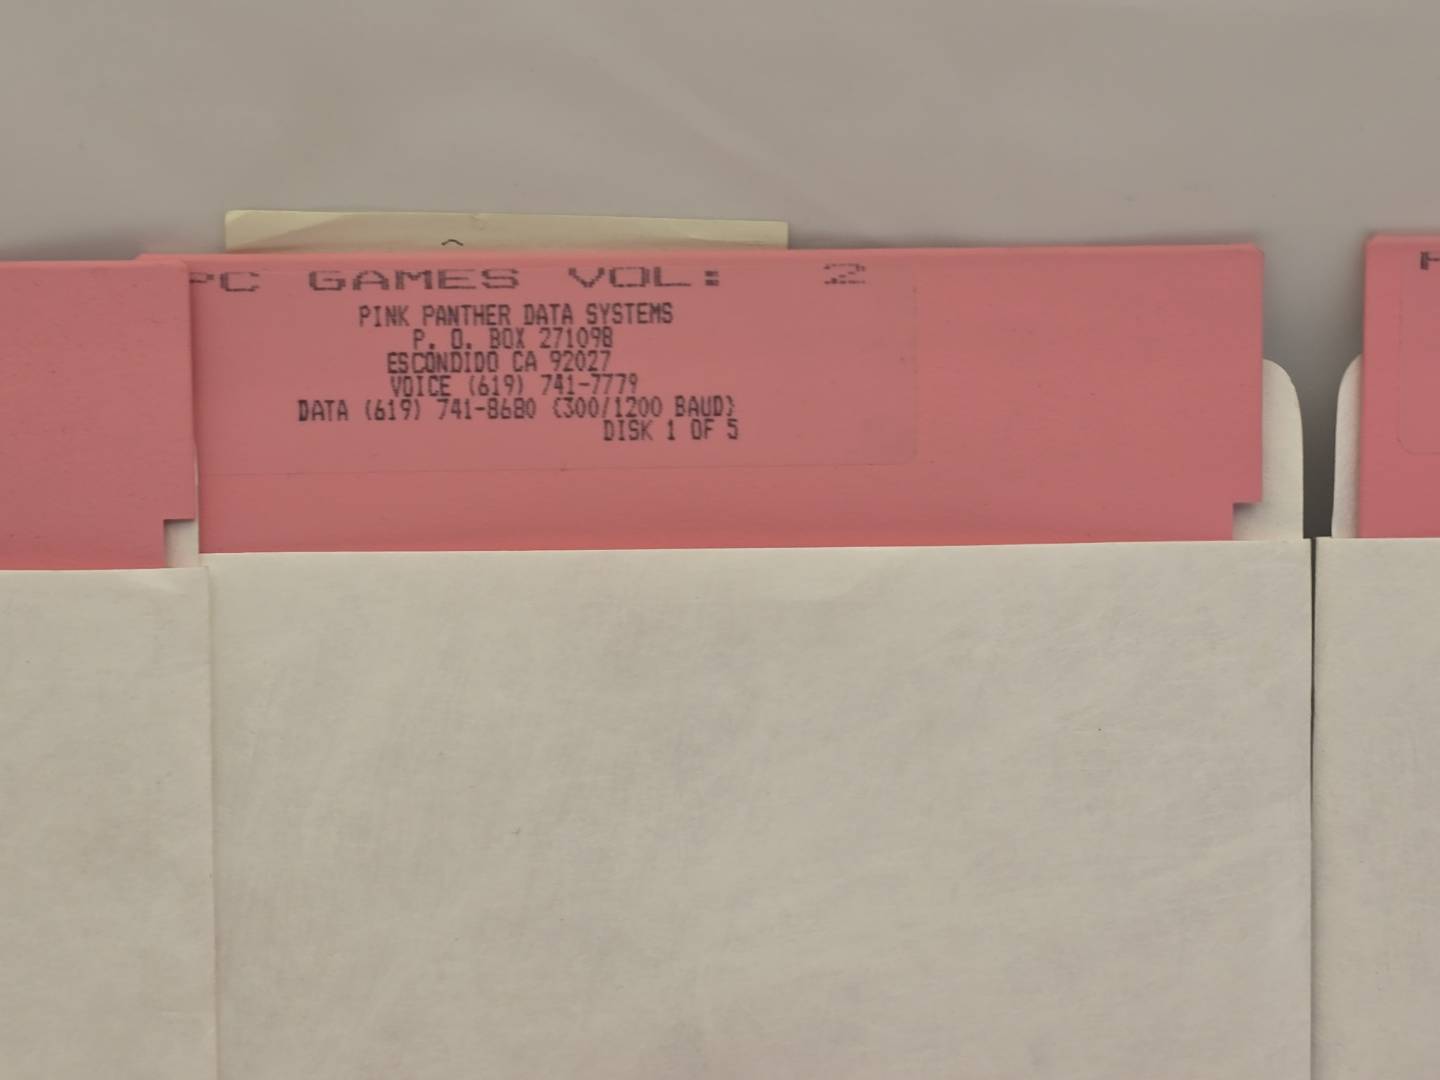 PC GAMES VOL: 2
PINK PANTHER DATA SYSTEMS
P. O. BOX 271098
ESCONDIDO CA 92027
VOICE (619) 741-7779
DATA (619) 741-8680 {300/1200 BAUD}
DISK 1 OF 5